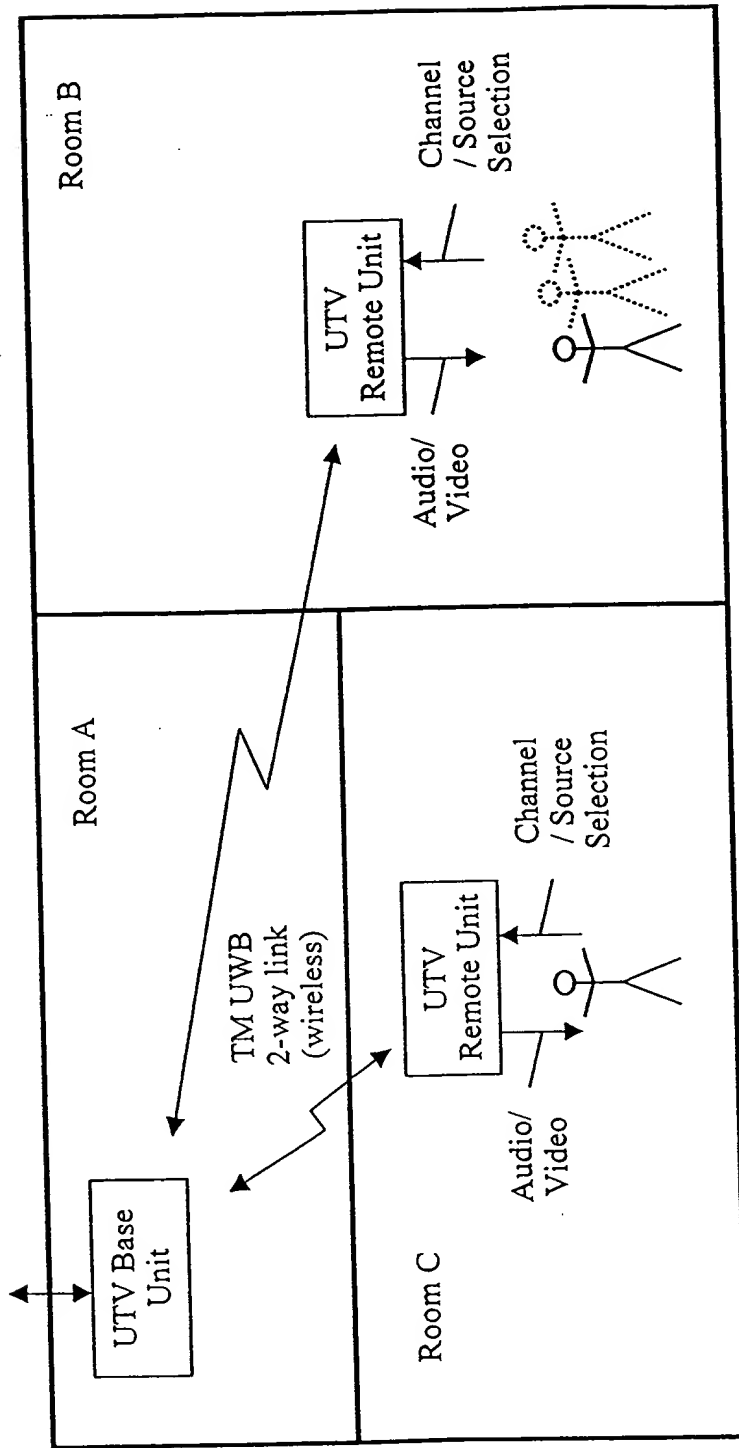 Room A
UTV Base
Unit
TM UWB
2-way link
(wireless)
Room B
UTV
Remote Unit
Audio/
Video
Channel
/ Source
Selection
Room C
UTV
Remote Unit
Audio/
Video
Channel
/ Source
Selection